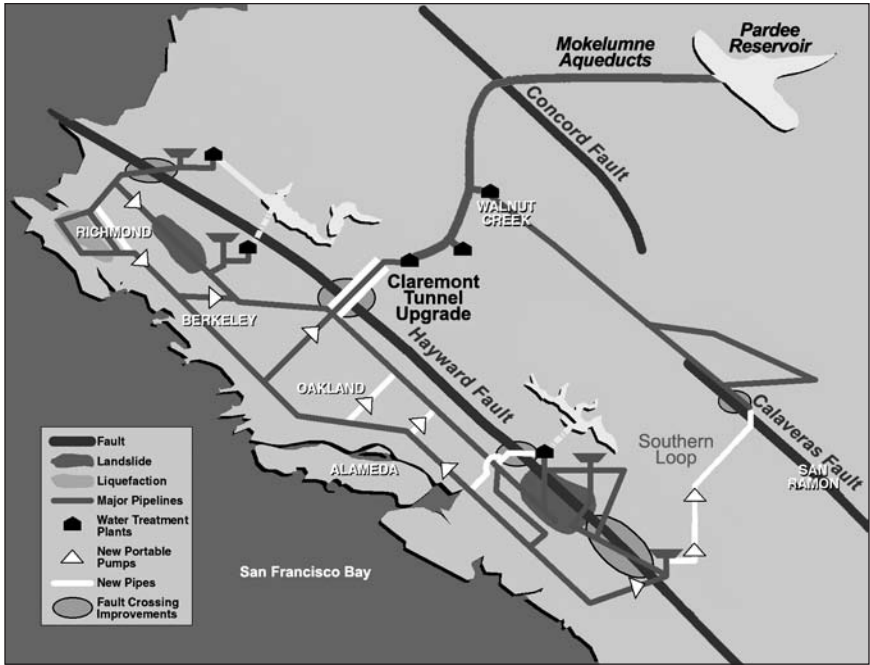 Pardee
Reservoir
Mokelumne
Aqueducts
Concord Fault
WALNUT
CREEK
RICHMOND
Claremont
Tunnel
Upgrade
BERKELEY
Hayward Fault
OAKLAND
Calaveras Fault
Southern
Loop
SAN
RAMON
ALAMEDA
San Francisco Bay
Fault
Landslide
Liquefaction
Major Pipelines
Water Treatment
Plants
New Portable
Pumps
New Pipes
Fault Crossing
Improvements